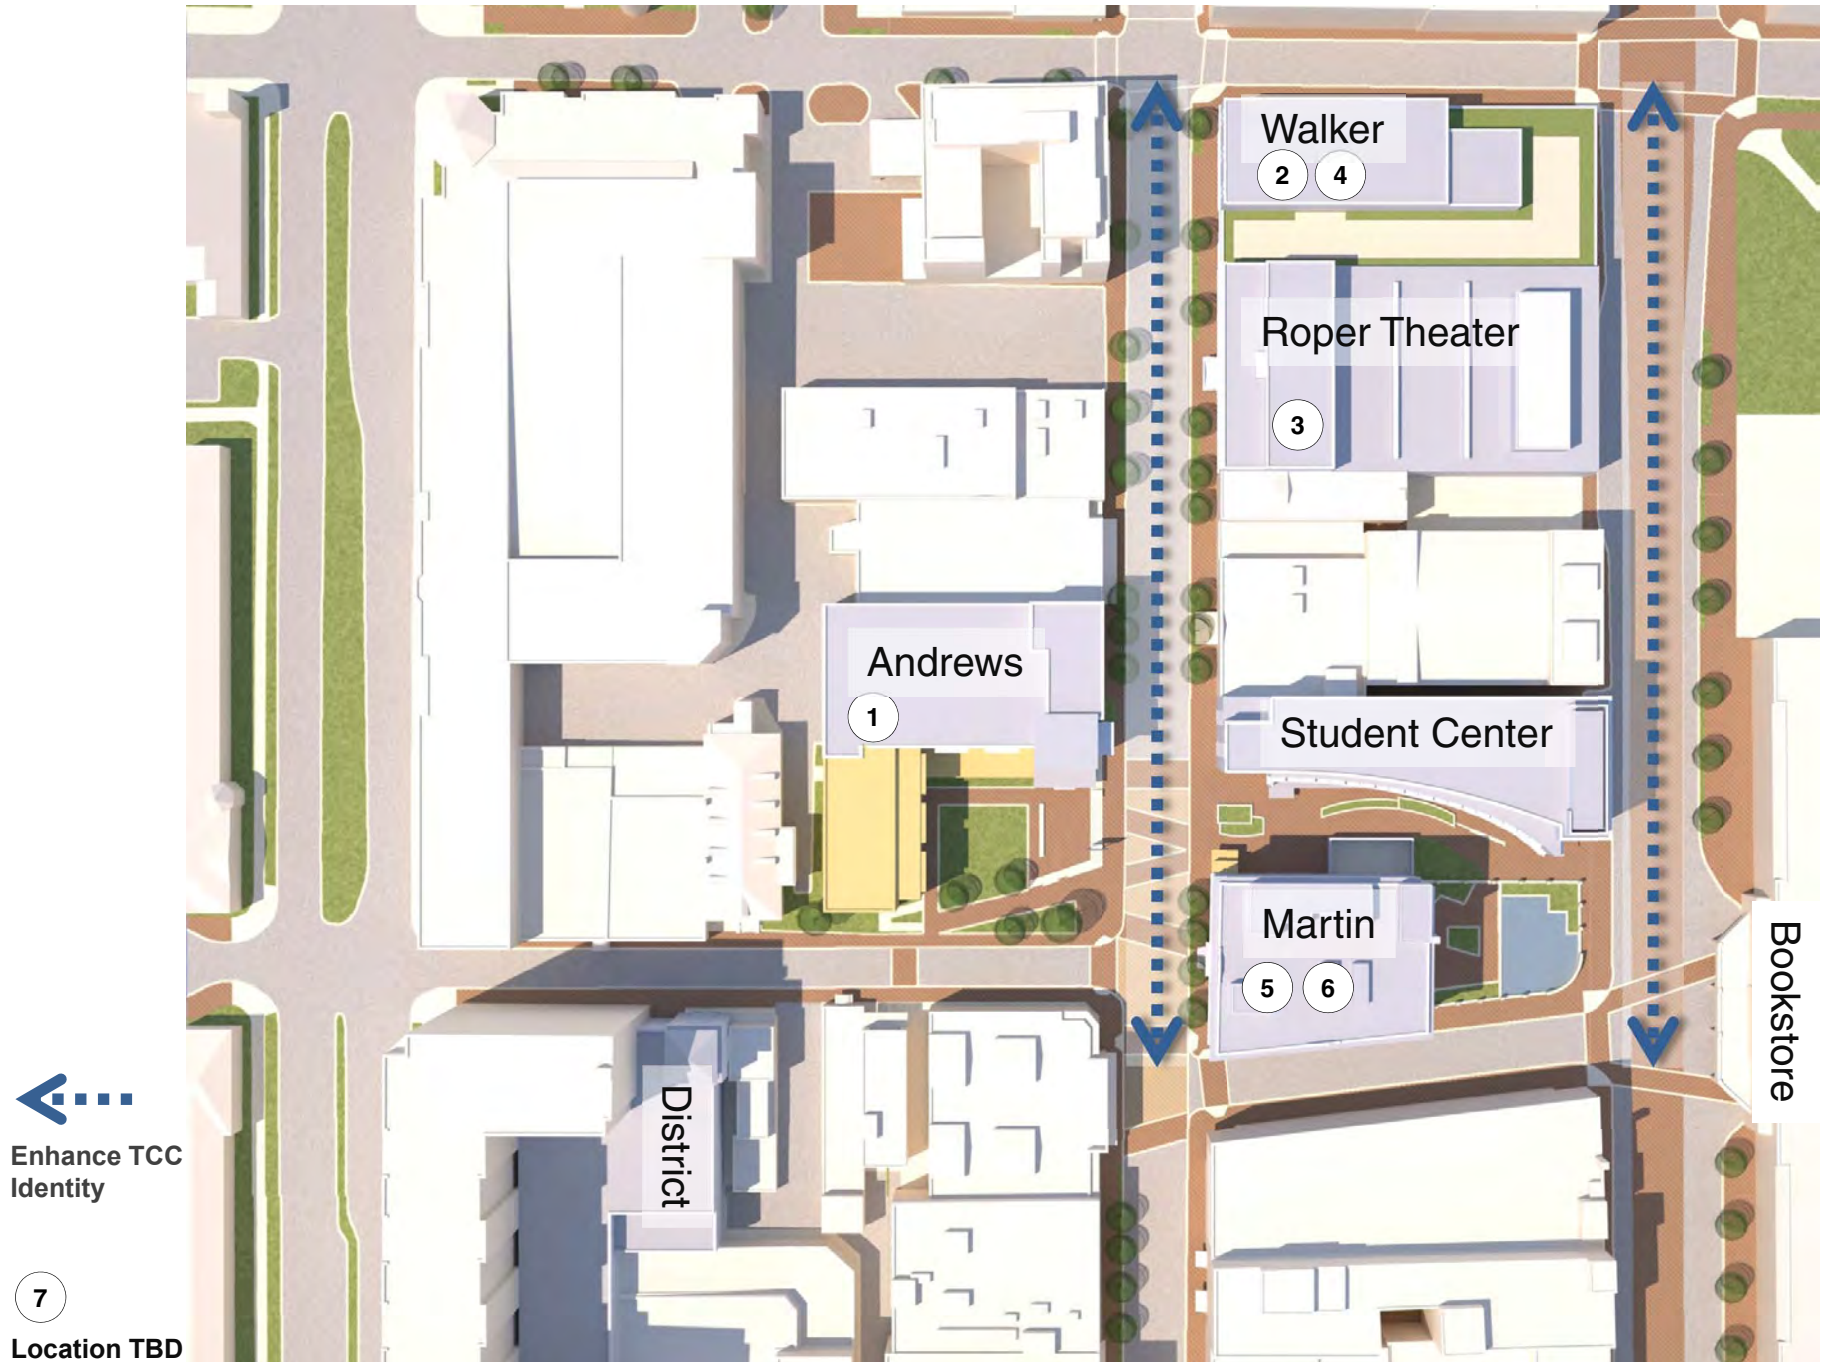 Walker
2 4
Roper Theater
3
Andrews
1
Student Center
Martin
5 6
Bookstore
District
Enhance TCC
Identity
7
Location TBD